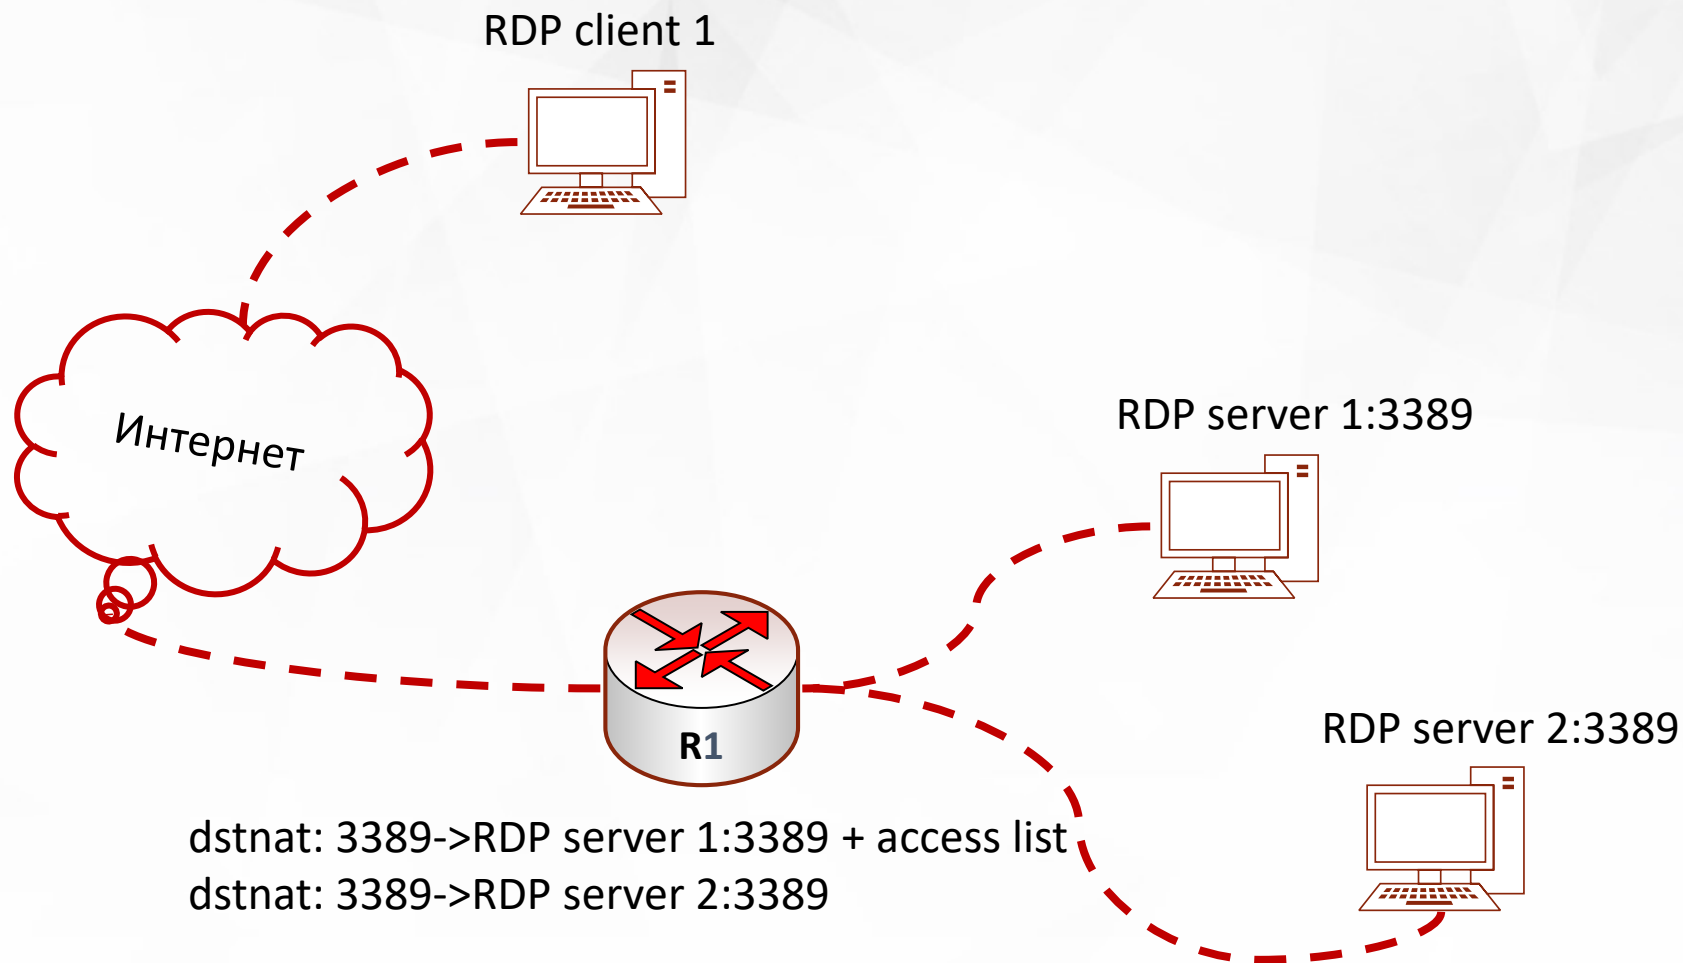 RDP client 1
Интернет
RDP server 1:3389
R1
RDP server 2:3389
dstnat: 3389->RDP server 1:3389 + access list
dstnat: 3389->RDP server 2:3389